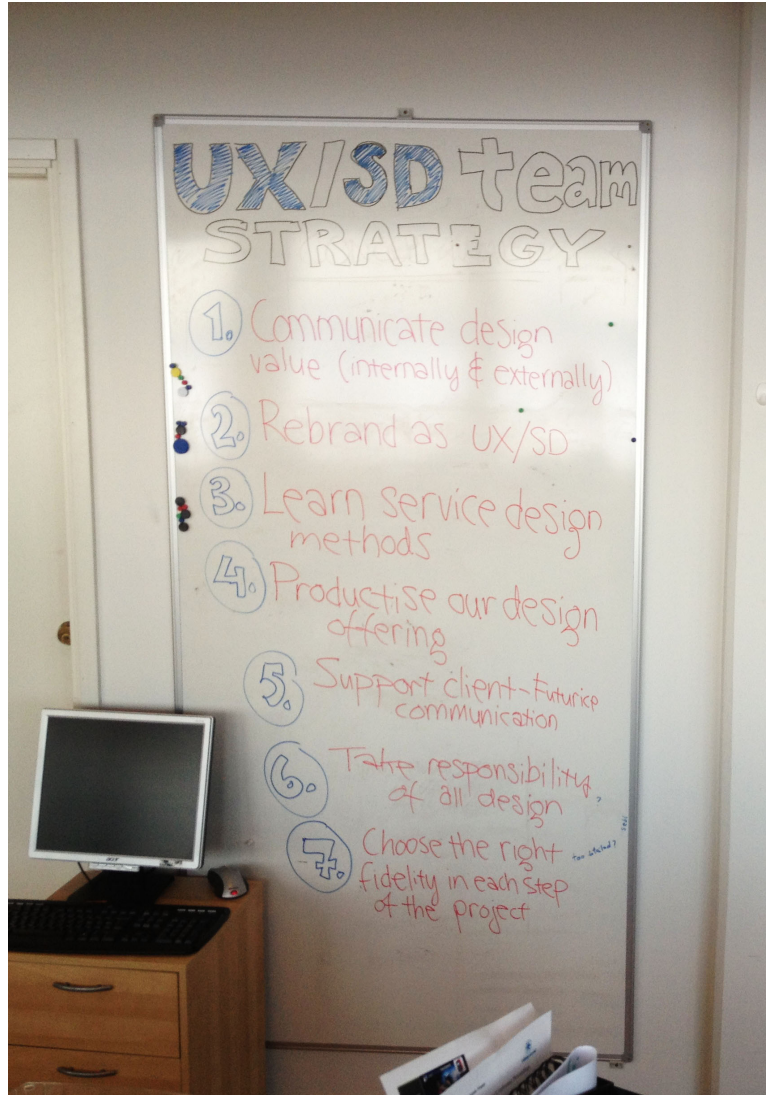 UX/SD team
STRATEGY
1. Communicate design
value (internally & externally)
2. Rebrand as UX/SD
3. Learn service design
methods
4. Productise our design
offering
5. Support client-Futurice
communication
6. Take responsibility
of all design
7. Choose the right
fidelity in each step
of the project
acer